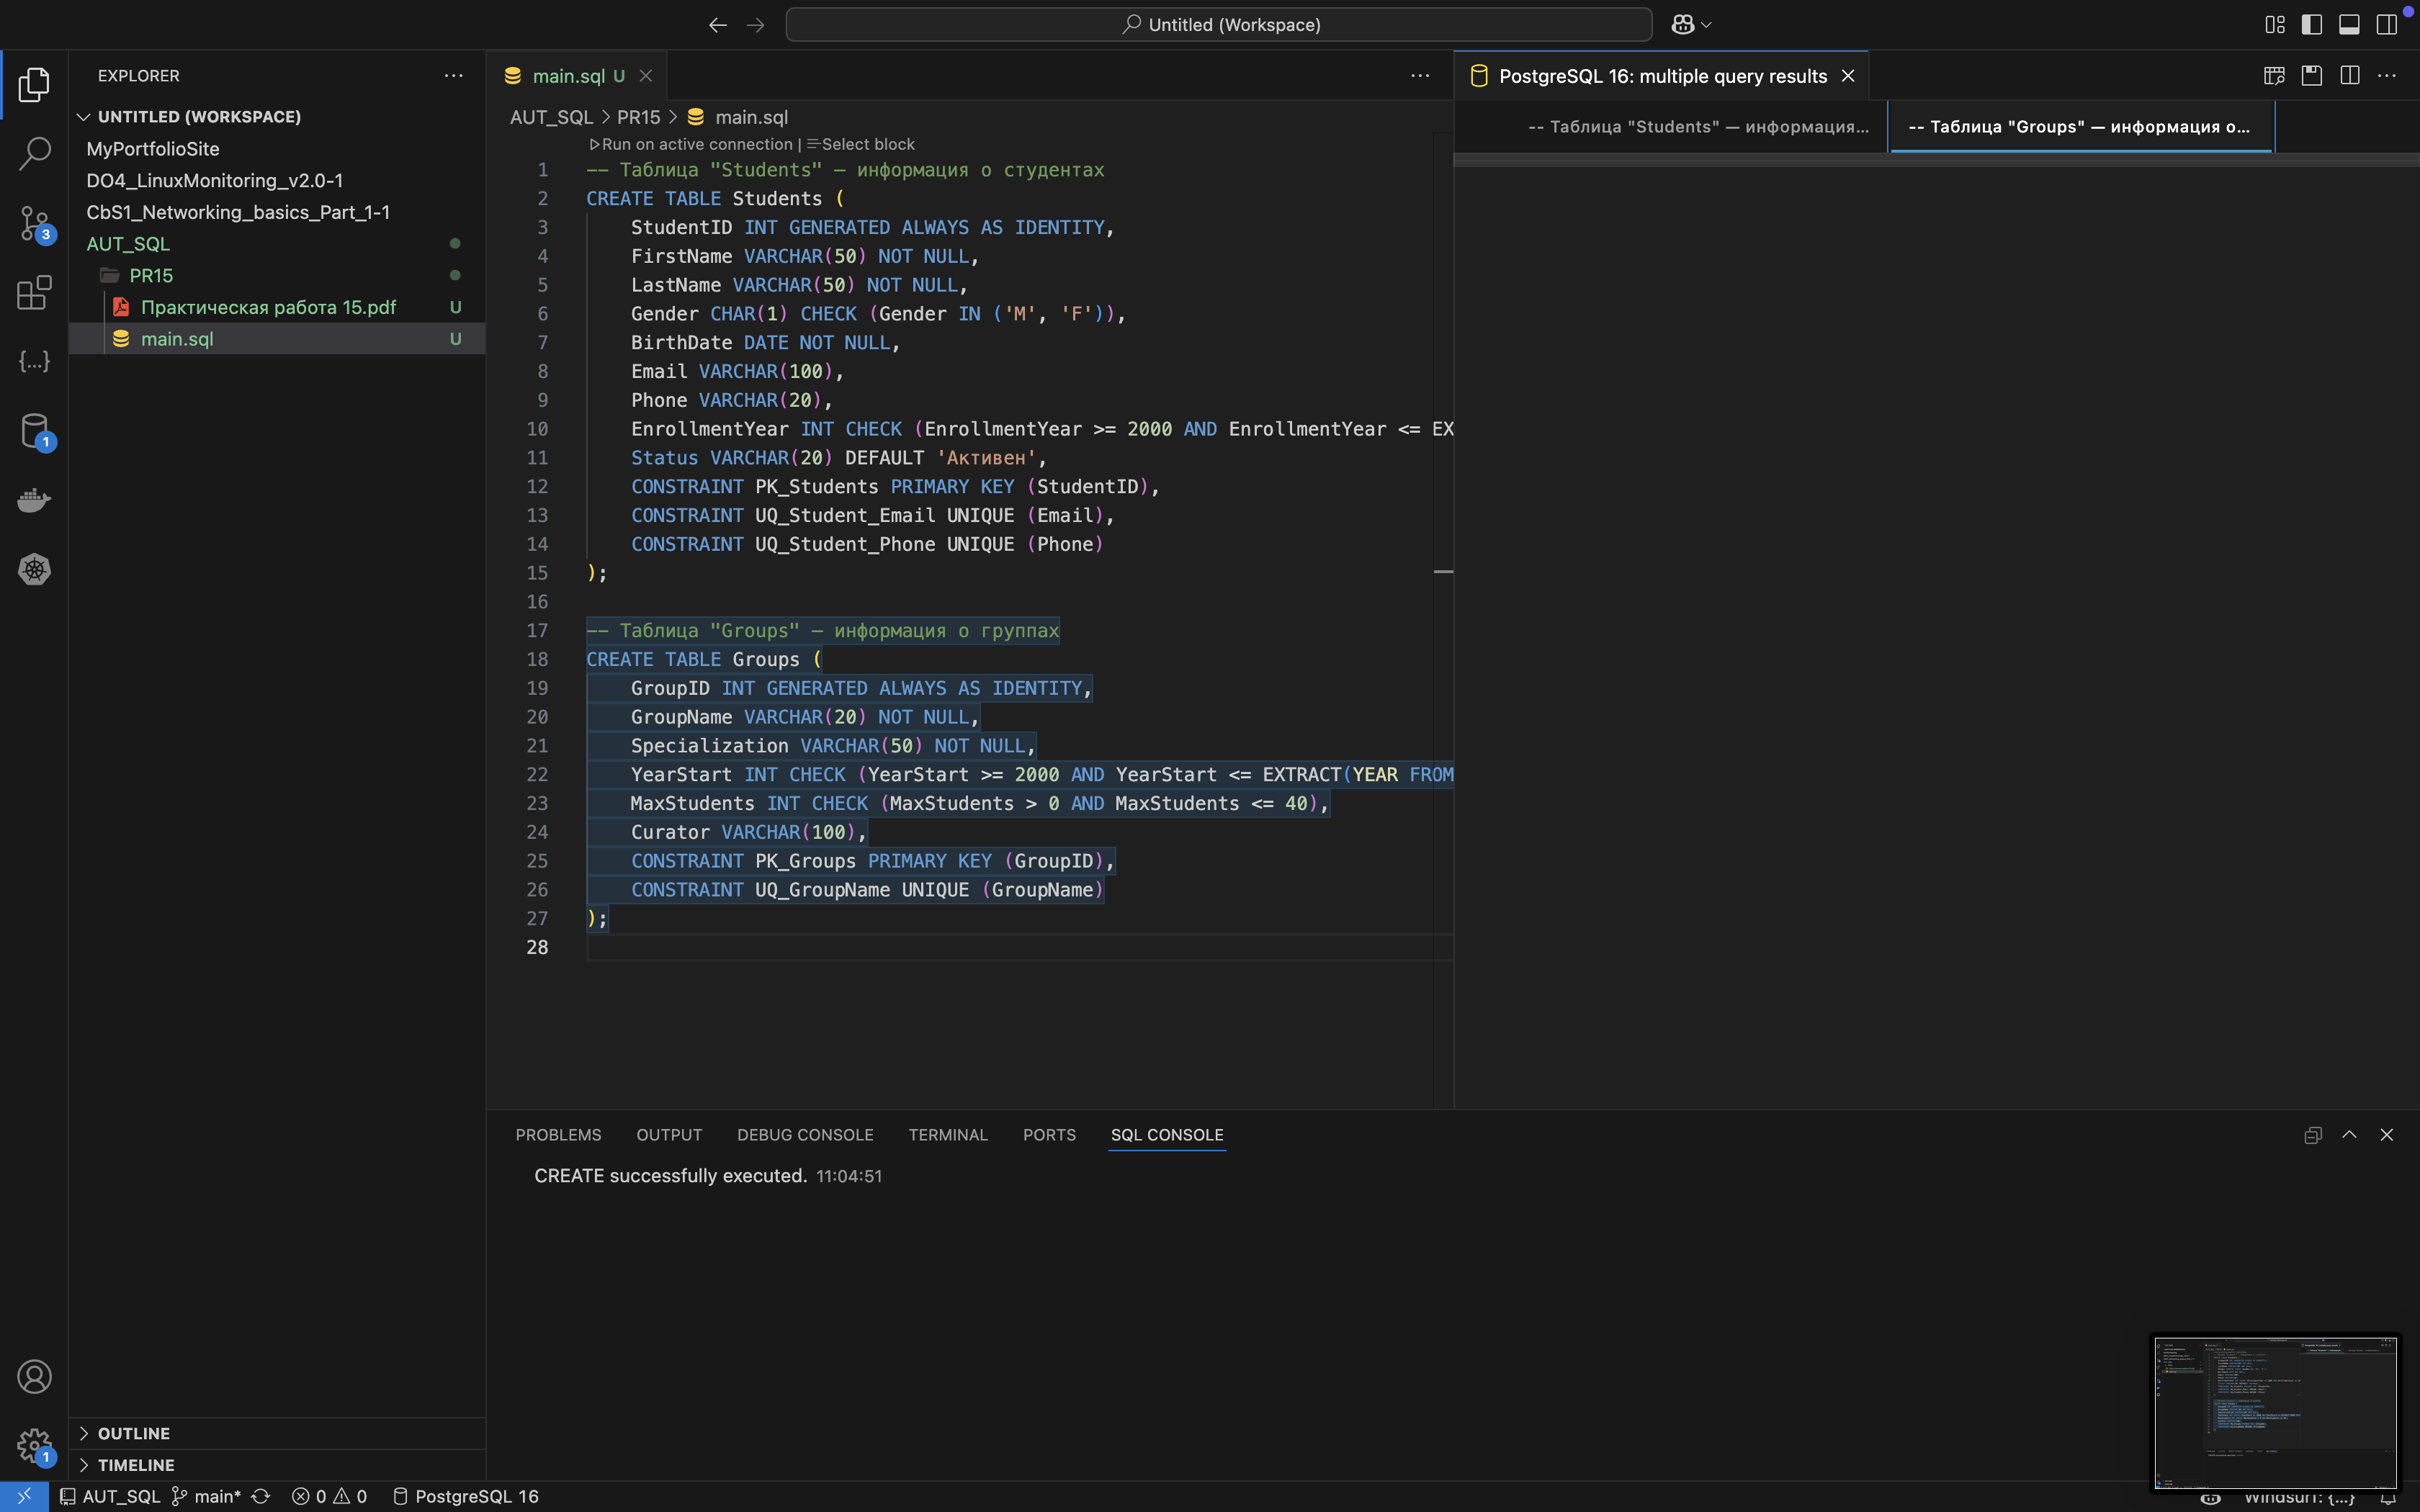 Untitled (Workspace)
EXPLORER
UNTITLED (WORKSPACE)
MyPortfolioSite
DO4_LinuxMonitoring_v2.0-1
CbS1_Networking_basics_Part_1-1
AUT_SQL
PR15
Практическая работа 15.pdf U
main.sql U
3
1
1
OUTLINE
TIMELINE
main.sql U
AUT_SQL > PR15 > main.sql
Run on active connection | Select block
1 -- Таблица "Students" — информация о студентах
2 CREATE TABLE Students (
3 StudentID INT GENERATED ALWAYS AS IDENTITY,
4 FirstName VARCHAR(50) NOT NULL,
5 LastName VARCHAR(50) NOT NULL,
6 Gender CHAR(1) CHECK (Gender IN ('M', 'F')),
7 BirthDate DATE NOT NULL,
8 Email VARCHAR(100),
9 Phone VARCHAR(20),
10 EnrollmentYear INT CHECK (EnrollmentYear >= 2000 AND EnrollmentYear <= EX
11 Status VARCHAR(20) DEFAULT 'Активен',
12 CONSTRAINT PK_Students PRIMARY KEY (StudentID),
13 CONSTRAINT UQ_Student_Email UNIQUE (Email),
14 CONSTRAINT UQ_Student_Phone UNIQUE (Phone)
15 );
16
17 -- Таблица "Groups" — информация о группах
18 CREATE TABLE Groups (
19 GroupID INT GENERATED ALWAYS AS IDENTITY,
20 GroupName VARCHAR(20) NOT NULL,
21 Specialization VARCHAR(50) NOT NULL,
22 YearStart INT CHECK (YearStart >= 2000 AND YearStart <= EXTRACT(YEAR FROM
23 MaxStudents INT CHECK (MaxStudents > 0 AND MaxStudents <= 40),
24 Curator VARCHAR(100),
25 CONSTRAINT PK_Groups PRIMARY KEY (GroupID),
26 CONSTRAINT UQ_GroupName UNIQUE (GroupName)
27 );
28
PostgreSQL 16: multiple query results
-- Таблица "Students" — информация...
-- Таблица "Groups" — информация о...
PROBLEMS OUTPUT DEBUG CONSOLE TERMINAL PORTS SQL CONSOLE
CREATE successfully executed. 11:04:51
AUT_SQL main* 0 0 PostgreSQL 16
Windsurf: {...}